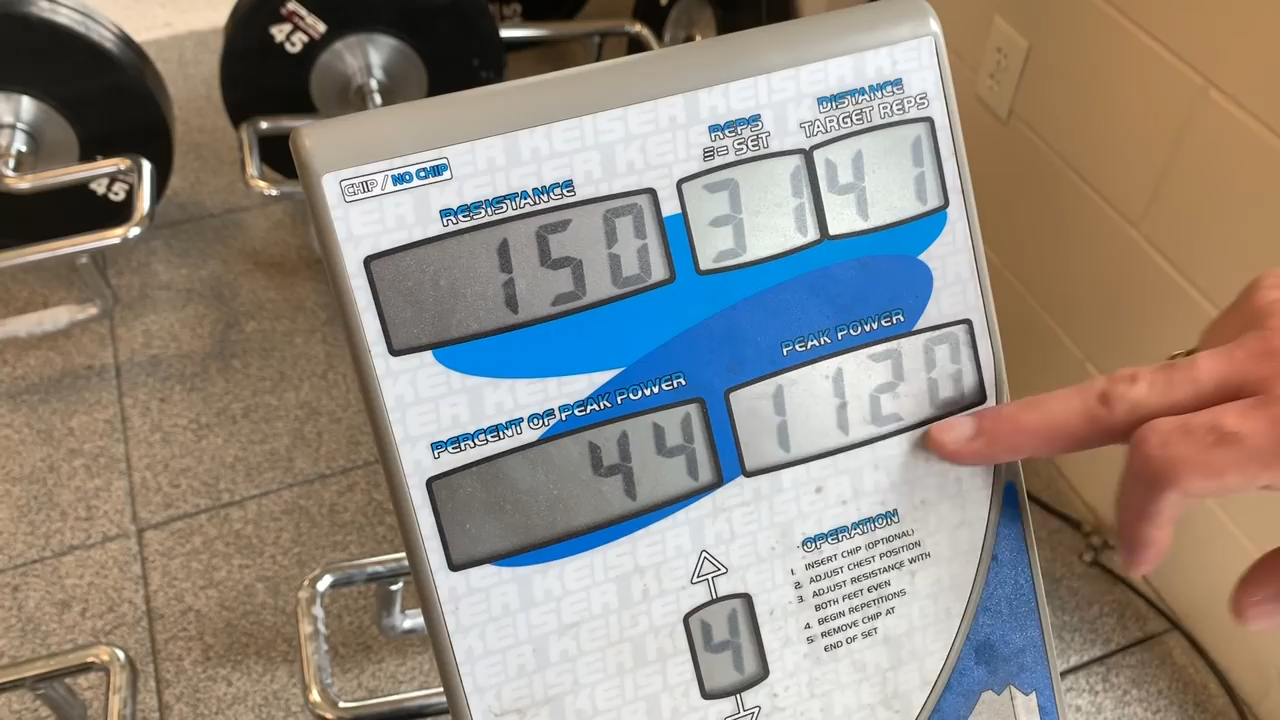 45
45
CHIP / NO CHIP
RESISTANCE
REPS
= SET
DISTANCE
TARGET REPS
150
3 1
41
PERCENT OF PEAK POWER
PEAK POWER
44
1120
4
OPERATION
1. INSERT CHIP (OPTIONAL)
2. ADJUST CHEST POSITION
3. ADJUST RESISTANCE WITH
BOTH FEET EVEN
4. BEGIN REPETITIONS
5. REMOVE CHIP AT
END OF SET
KEISER KEISER KEISER